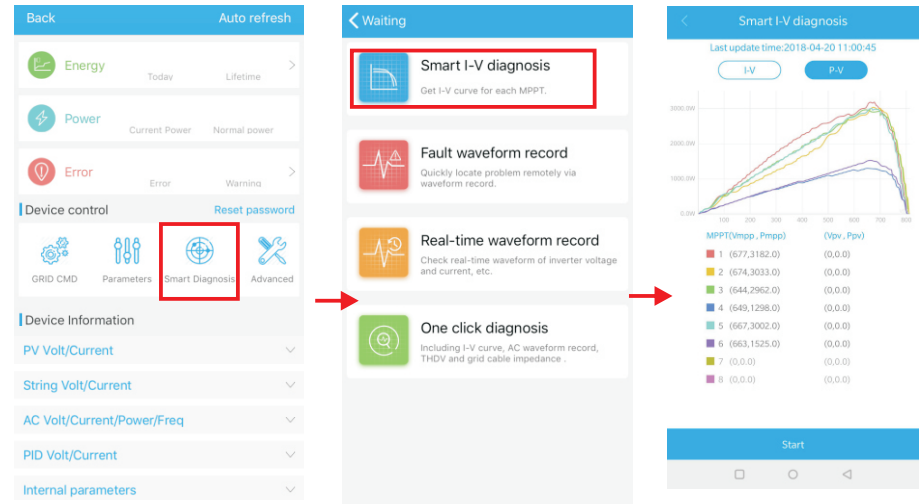 Back Auto refresh
Energy
Today Lifetime
Power
Current Power Normal power
Error
Error Warning
Device control Reset password
GRID CMD Parameters Smart Diagnosis Advanced
Device Information
PV Volt/Current
String Volt/Current
AC Volt/Current/Power/Freq
PID Volt/Current
Internal parameters
Waiting
Smart I-V diagnosis
Get I-V curve for each MPPT.
Fault waveform record
Quickly locate problem remotely via
waveform record.
Real-time waveform record
Check real-time waveform of inverter voltage
and current, etc.
One click diagnosis
Including I-V curve, AC waveform record,
THDV and grid cable impedance .
Smart I-V diagnosis
Last update time:2018-04-20 11:00:45
I-V P-V
3000.0W
2000.0W
1000.0W
0.0W
100 200 300 400 500 600 700 800
MPPT(Vmpp , Pmpp) (Vpv , Ppv)
1 (677,3182.0) (0,0.0)
2 (674,3033.0) (0,0.0)
3 (644,2962.0) (0,0.0)
4 (649,1298.0) (0,0.0)
5 (667,3002.0) (0,0.0)
6 (663,1525.0) (0,0.0)
7 (0,0.0) (0,0.0)
8 (0,0.0) (0,0.0)
Start